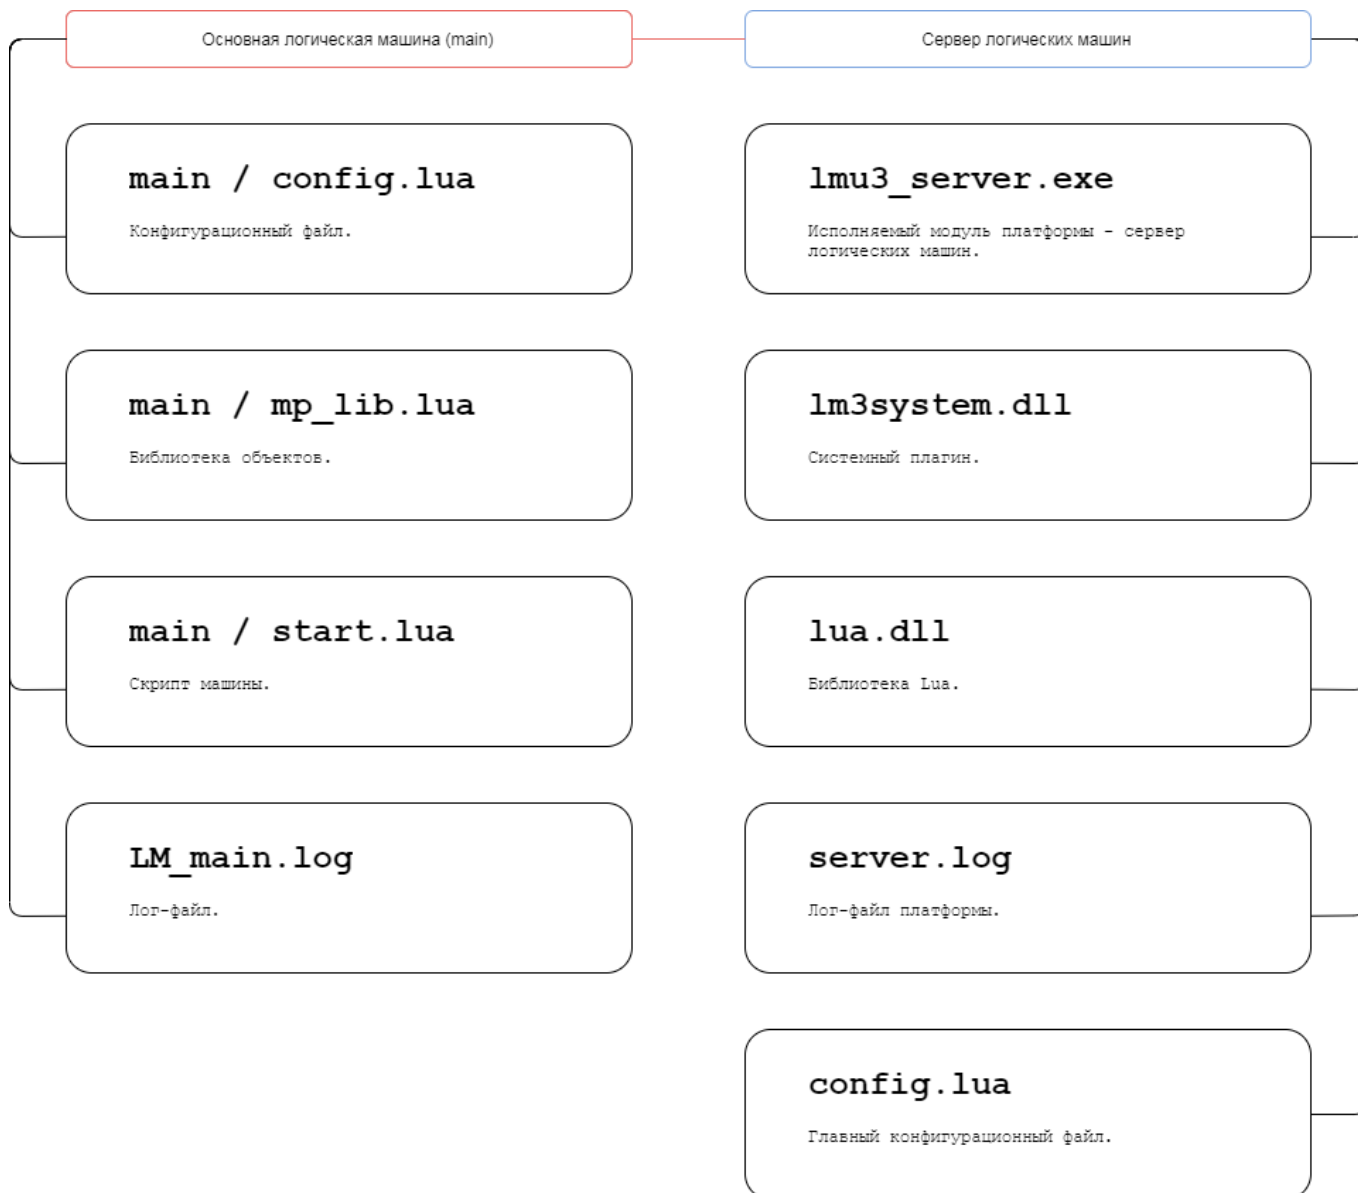 Основная логическая машина (main)
Сервер логических машин
main / config.lua
Конфигурационный файл.
lmu3_server.exe
Исполняемый модуль платформы - сервер
логических машин.
main / mp_lib.lua
Библиотека объектов.
lm3system.dll
Системный плагин.
main / start.lua
Скрипт машины.
lua.dll
Библиотека Lua.
LM_main.log
Лог-файл.
server.log
Лог-файл платформы.
config.lua
Главный конфигурационный файл.